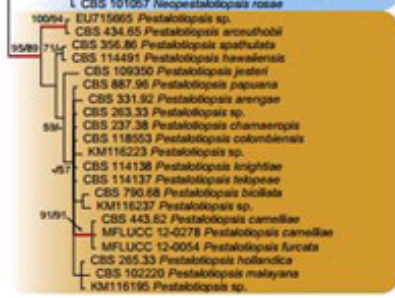 CBS 101057 Neopestalotiopsis rosae
100/94
EU715665 Pestalotiopsis sp.
CBS 434.65 Pestalotiopsis arceuthobii
95/89
71/-
CBS 356.86 Pestalotiopsis spathulata
CBS 114491 Pestalotiopsis hawaiiensis
CBS 109350 Pestalotiopsis jesteri
CBS 887.96 Pestalotiopsis papuana
CBS 331.92 Pestalotiopsis arengae
CBS 263.33 Pestalotiopsis sp.
CBS 237.38 Pestalotiopsis chamaeropis
CBS 118553 Pestalotiopsis colombiensis
KM116223 Pestalotiopsis sp.
-/57
CBS 114138 Pestalotiopsis knightiae
CBS 114137 Pestalotiopsis telopeae
CBS 790.68 Pestalotiopsis biciliata
KM116237 Pestalotiopsis sp.
91/91
CBS 443.62 Pestalotiopsis camelliae
MFLUCC 12-0278 Pestalotiopsis camelliae
MFLUCC 12-0054 Pestalotiopsis furcata
CBS 265.33 Pestalotiopsis hollandica
CBS 102220 Pestalotiopsis malayana
KM116195 Pestalotiopsis sp.